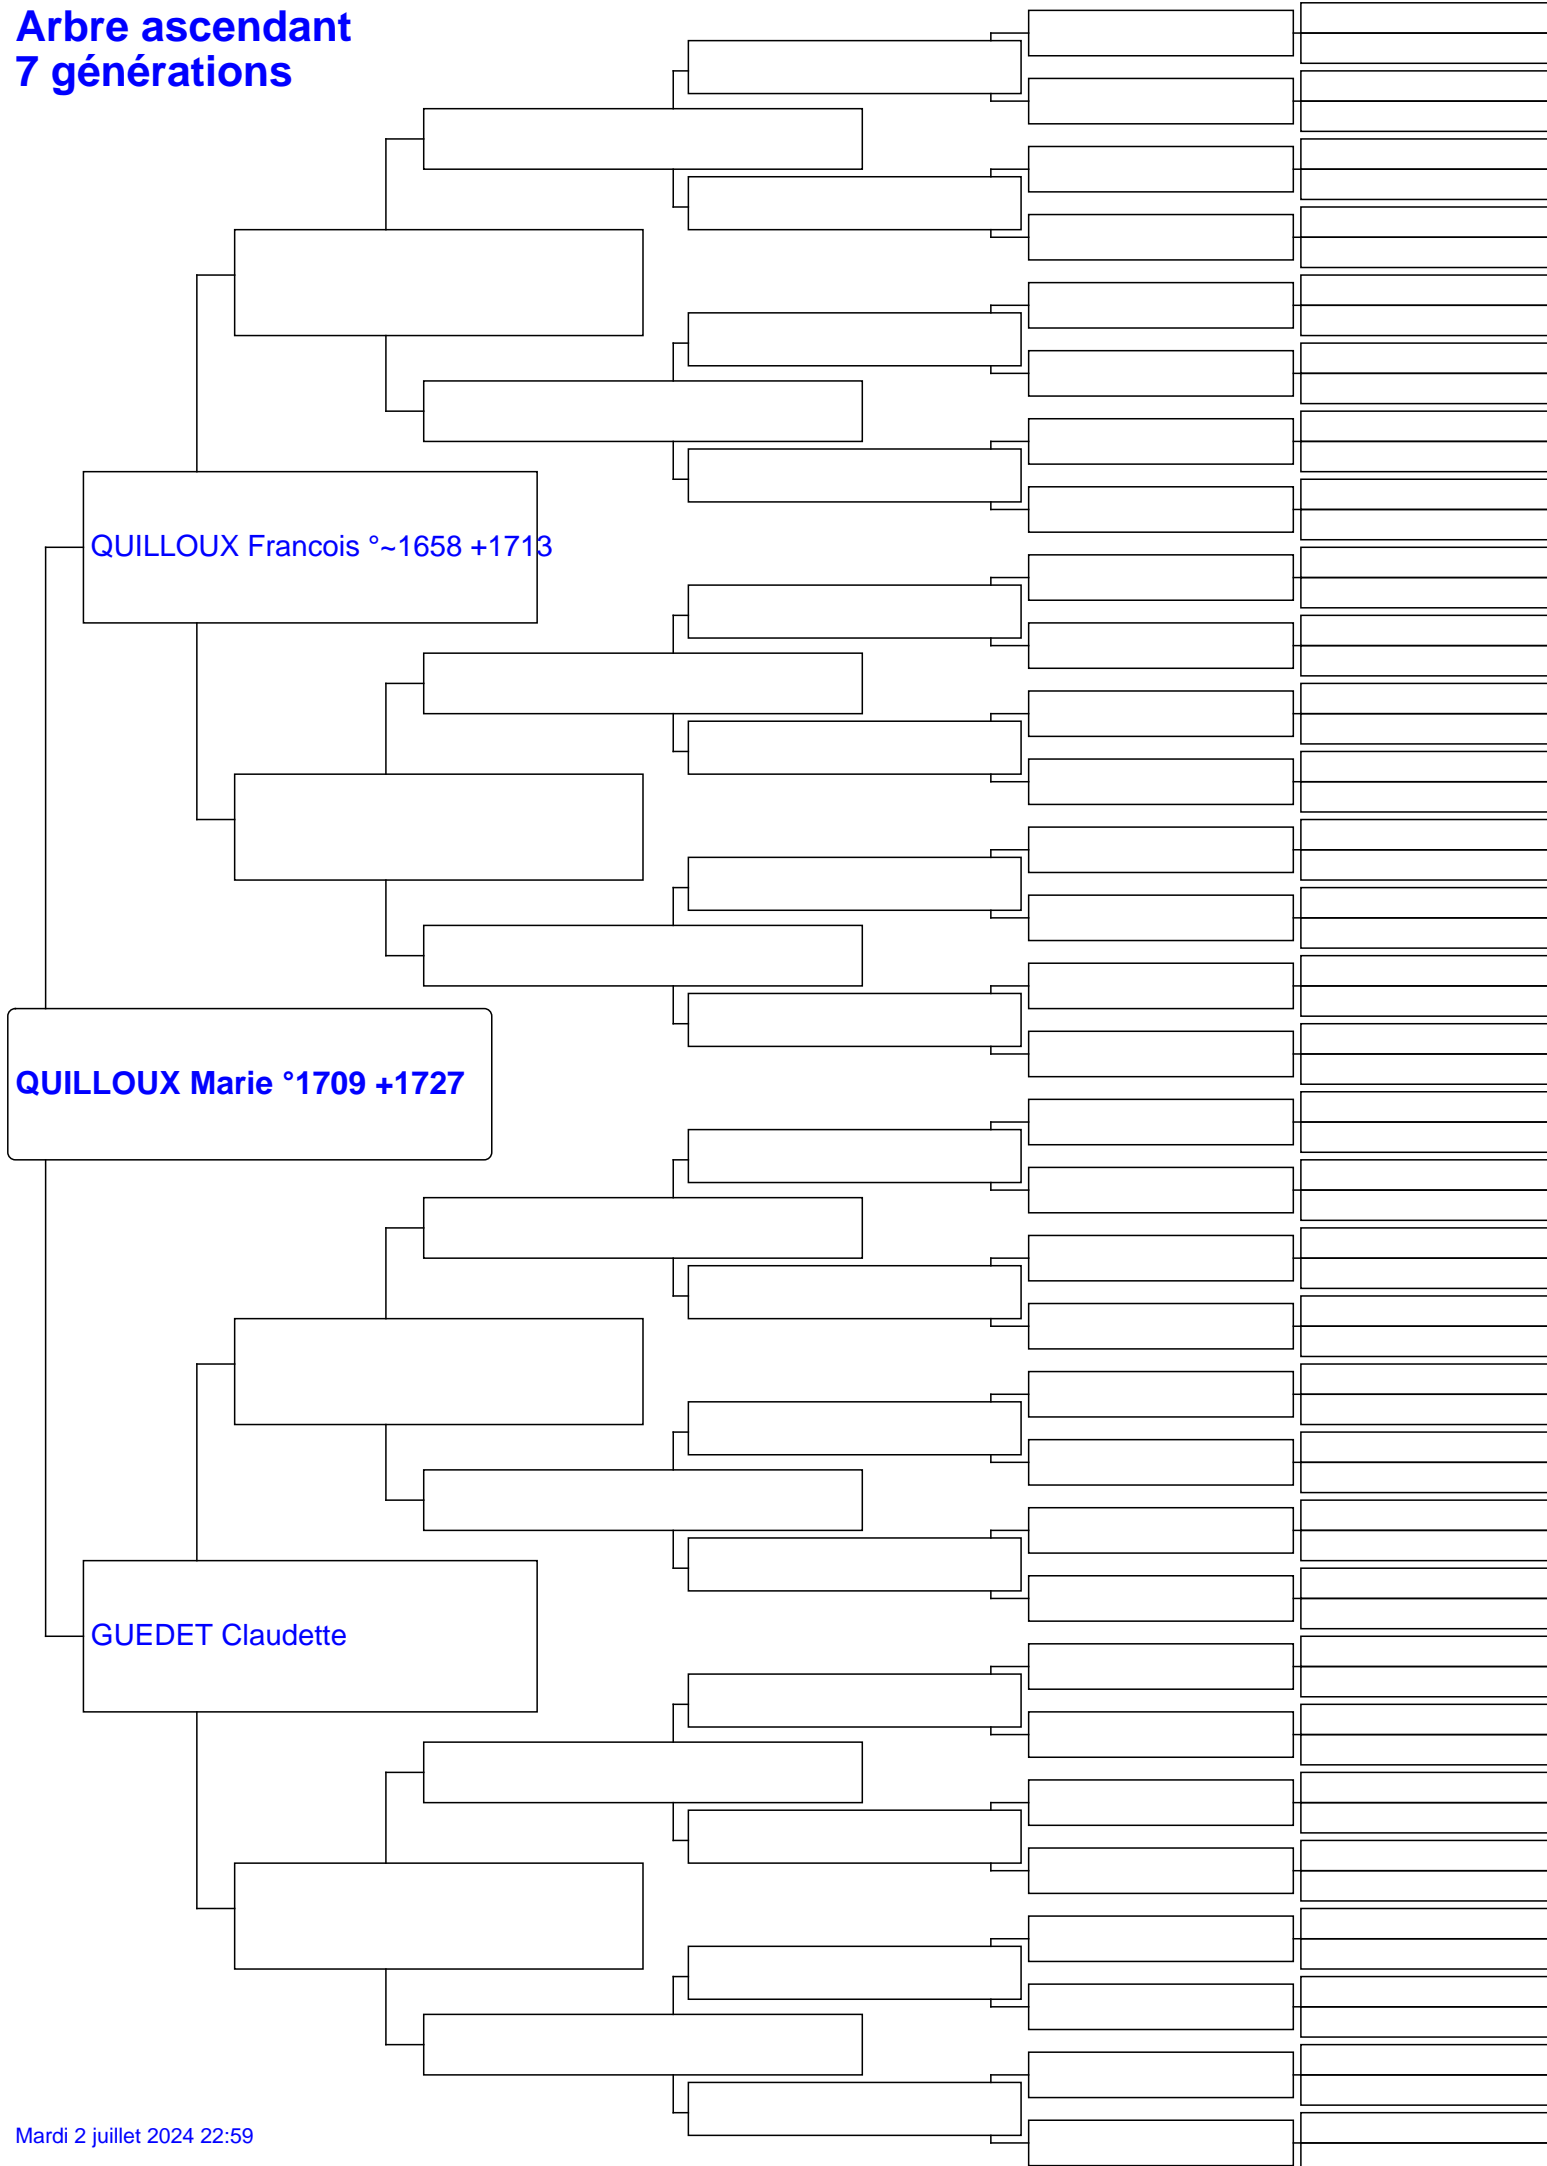 Arbre ascendant
7 générations
QUILLOUX Francois °~1658 +1713
QUILLOUX Marie °1709 +1727
GUEDET Claudette
Mardi 2 juillet 2024 22:59